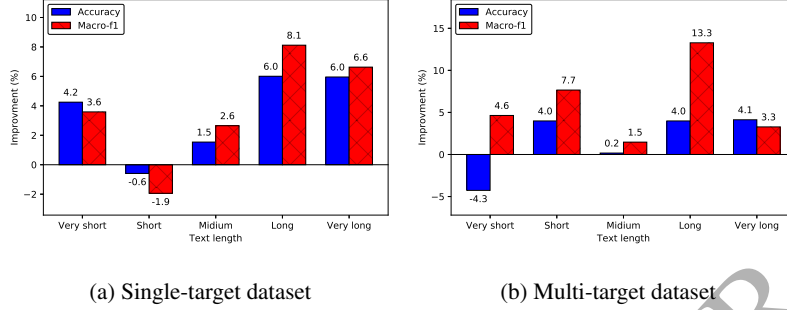 Accuracy
Macro-f1
Improvment (%)
10
8
6
4
2
0
−2
4.2
3.6
-0.6
-1.9
1.5
2.6
6.0
8.1
6.0
6.6
Very short Short Midium Long Very long
Text length
(a) Single-target dataset
Accuracy
Macro-f1
Improvment (%)
15
10
5
0
−5
-4.3
4.6
4.0
7.7
0.2
1.5
4.0
13.3
4.1
3.3
Very short Short Midium Long Very long
Text length
(b) Multi-target dataset